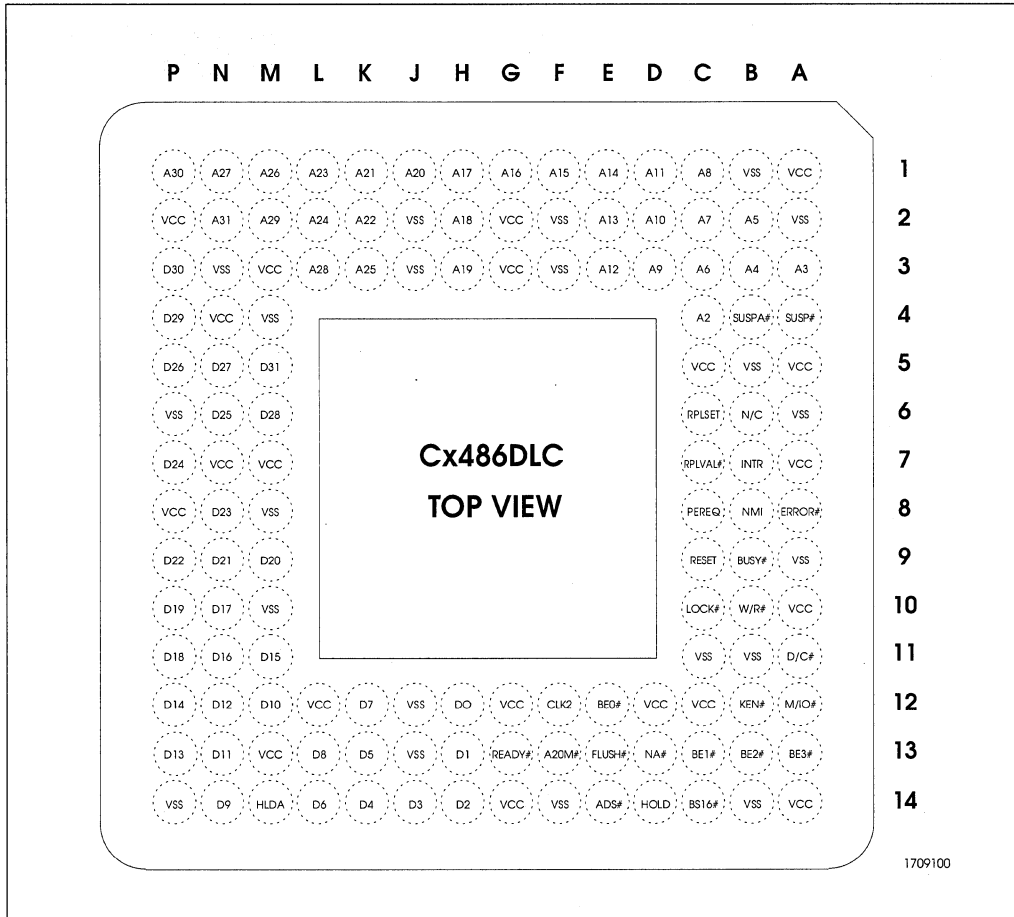 P N M L K J H G F E D C B A
A30 A27 A26 A23 A21 A20 A17 A16 A15 A14 A11 A8 VSS VCC 1
VCC A31 A29 A24 A22 VSS A18 VCC VSS A13 A10 A7 A5 VSS 2
D30 VSS VCC A28 A25 VSS A19 VCC VSS A12 A9 A6 A4 A3 3
D29 VCC VSS A2 SUSPA# SUSP# 4
D26 D27 D31 VCC VSS VCC 5
VSS D25 D28 RPLSET N/C VSS 6
D24 VCC VCC RPLVAL# INTR VCC 7
Cx486DLC
TOP VIEW
VCC D23 VSS PEREQ NMI ERROR# 8
D22 D21 D20 RESET BUSY# VSS 9
D19 D17 VSS LOCK# W/R# VCC 10
D18 D16 D15 VSS VSS D/C# 11
D14 D12 D10 VCC D7 VSS DO VCC CLK2 BE0# VCC VCC KEN# M/IO# 12
D13 D11 VCC D8 D5 VSS D1 READY# A20M# FLUSH# NA# BE1# BE2# BE3# 13
VSS D9 HLDA D6 D4 D3 D2 VCC VSS ADS# HOLD BS16# VSS VCC 14
1709100